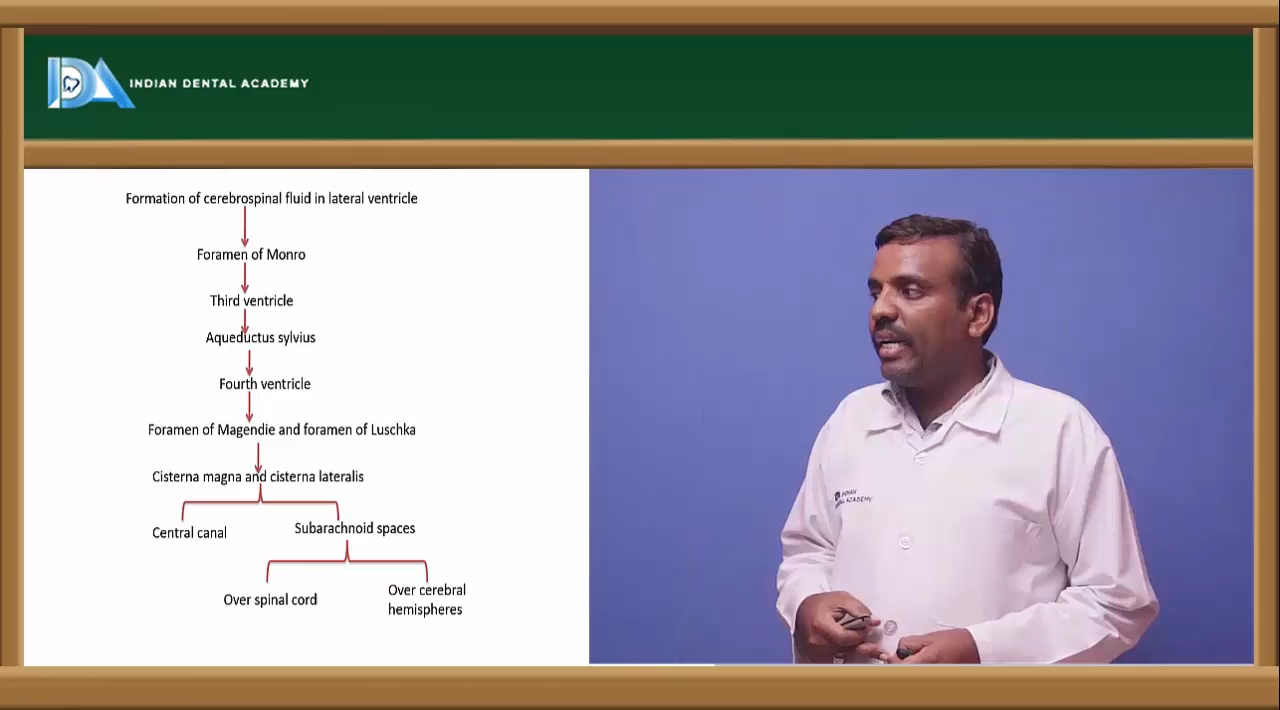 INDIAN DENTAL ACADEMY
Formation of cerebrospinal fluid in lateral ventricle
Foramen of Monro
Third ventricle
Aqueductus sylvius
Fourth ventricle
Foramen of Magendie and foramen of Luschka
Cisterna magna and cisterna lateralis
Central canal
Subarachnoid spaces
Over spinal cord
Over cerebral
hemispheres
INDIAN
ACADEMY